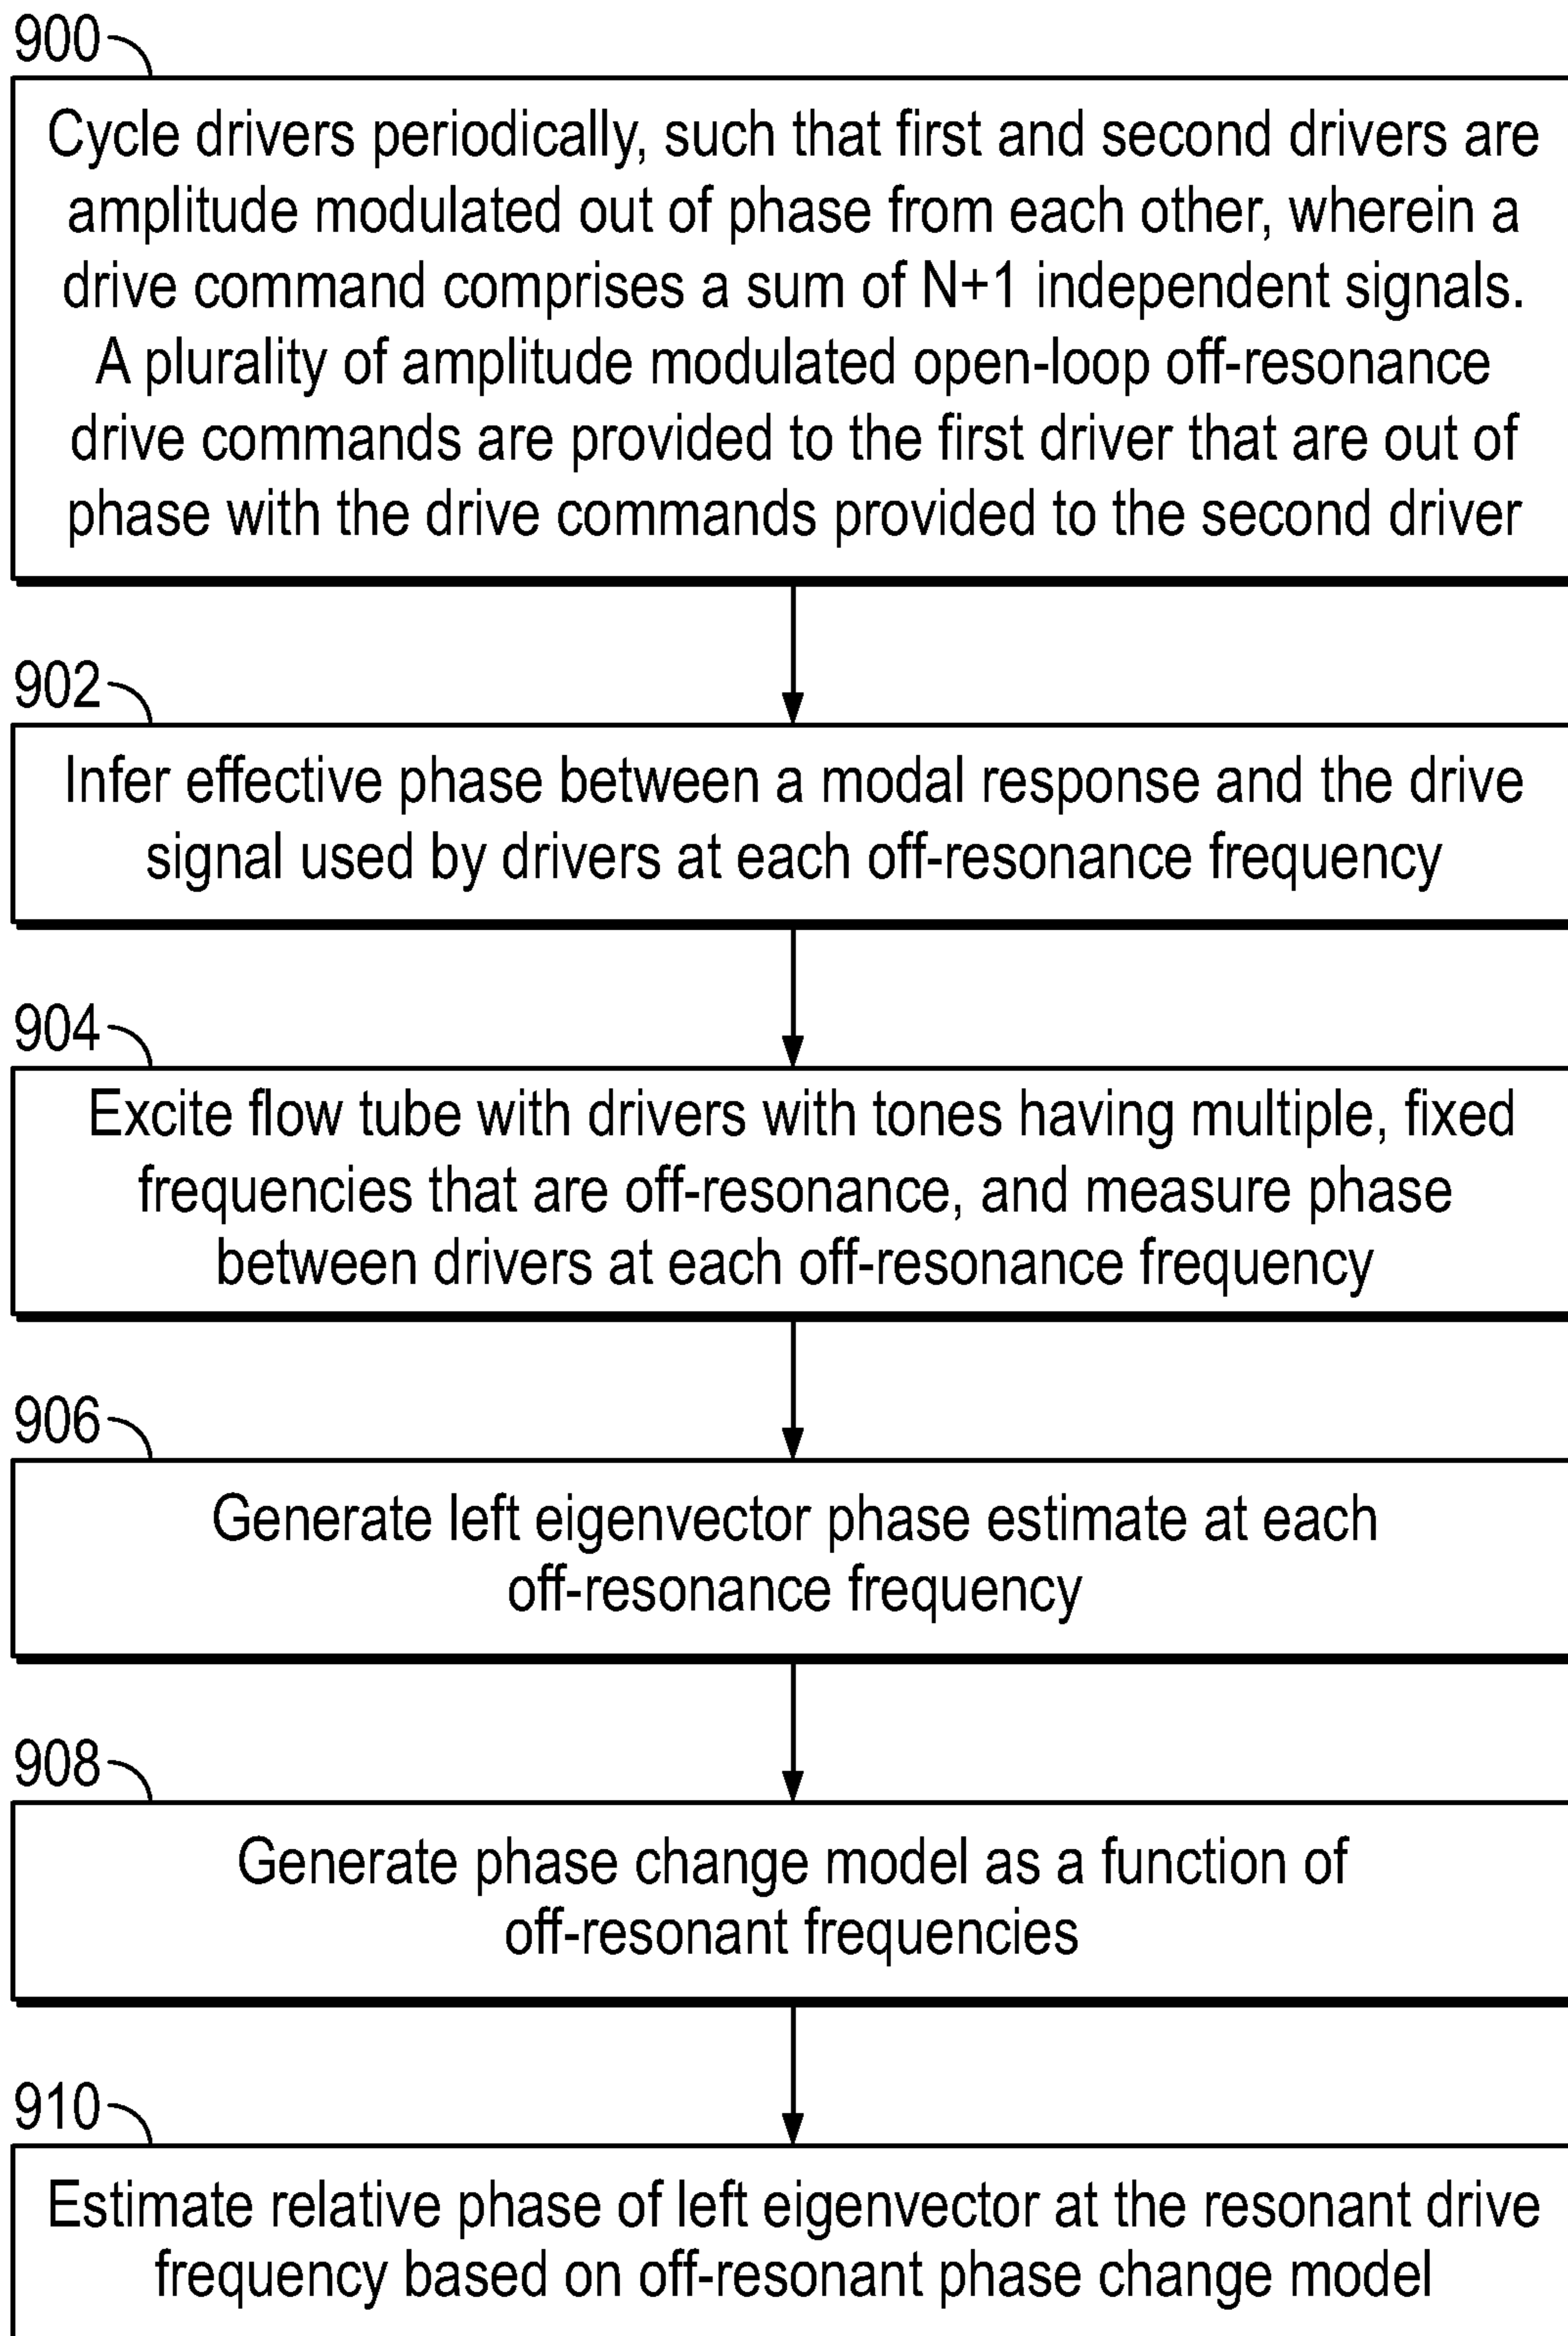 900
Cycle drivers periodically, such that first and second drivers are
amplitude modulated out of phase from each other, wherein a
drive command comprises a sum of N+1 independent signals.
A plurality of amplitude modulated open-loop off-resonance
drive commands are provided to the first driver that are out of
phase with the drive commands provided to the second driver
902
Infer effective phase between a modal response and the drive
signal used by drivers at each off-resonance frequency
904
Excite flow tube with drivers with tones having multiple, fixed
frequencies that are off-resonance, and measure phase
between drivers at each off-resonance frequency
906
Generate left eigenvector phase estimate at each
off-resonance frequency
908
Generate phase change model as a function of
off-resonant frequencies
910
Estimate relative phase of left eigenvector at the resonant drive
frequency based on off-resonant phase change model